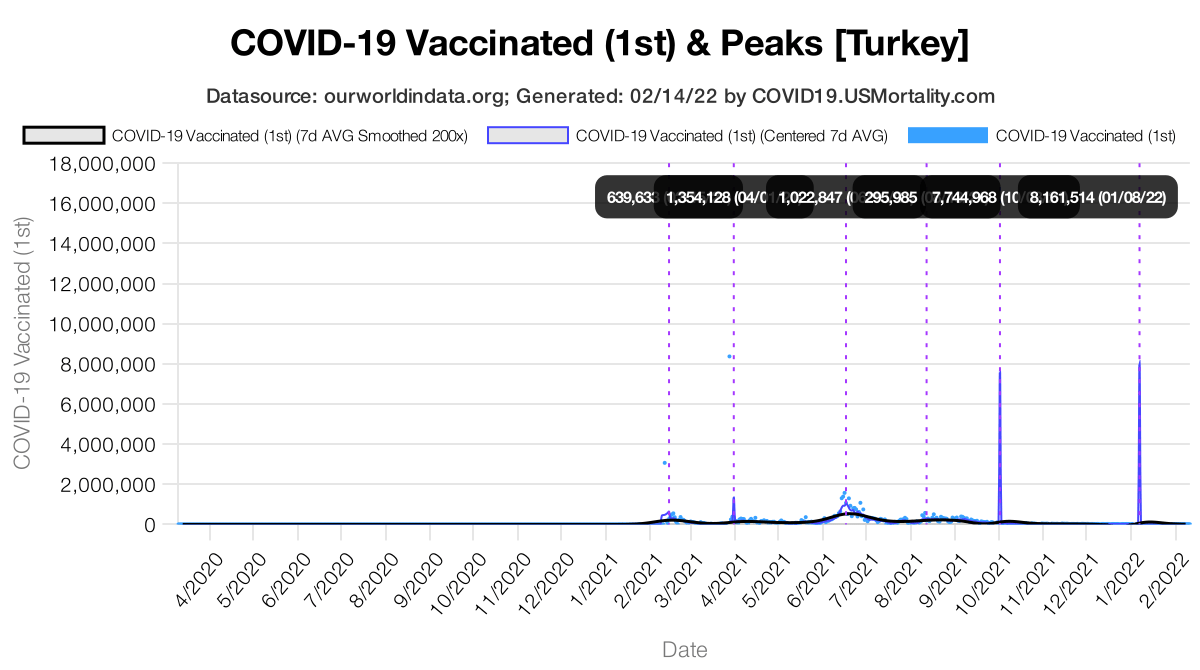 COVID-19 Vaccinated (1st) & Peaks [Turkey]
Datasource: ourworldindata.org; Generated: 02/14/22 by COVID19.USMortality.com
COVID-19 Vaccinated (1st) (7d AVG Smoothed 200x) COVID-19 Vaccinated (1st) (Centered 7d AVG) COVID-19 Vaccinated (1st)
COVID-19 Vaccinated (1st)
18,000,000
16,000,000
14,000,000
12,000,000
10,000,000
8,000,000
6,000,000
4,000,000
2,000,000
0
1,354,128 (04/0 1,022,847 ( 295,985 7,744,968 (10/ 8,161,514 (01/08/22)
4/2020 5/2020 6/2020 7/2020 8/2020 9/2020 10/2020 11/2020 12/2020 1/2021 2/2021 3/2021 4/2021 5/2021 6/2021 7/2021 8/2021 9/2021 10/2021 11/2021 12/2021 1/2022 2/2022
Date